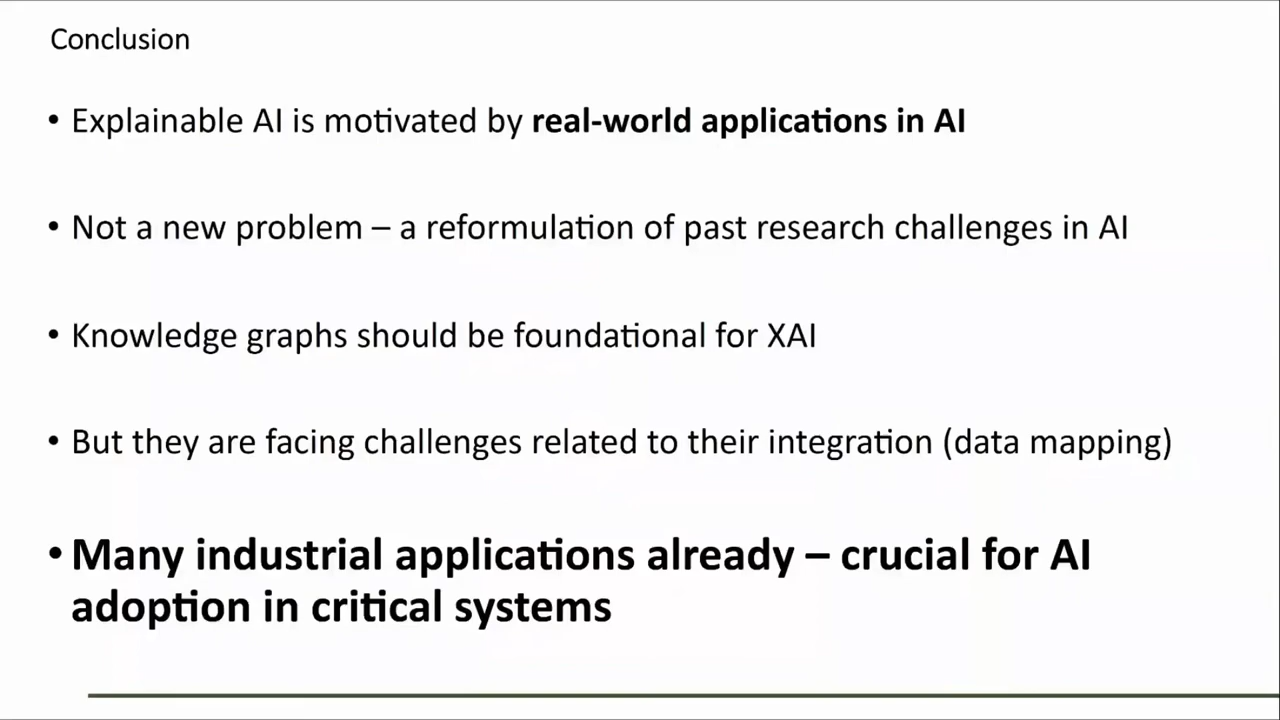 Conclusion
• Explainable AI is motivated by real-world applications in AI
• Not a new problem – a reformulation of past research challenges in AI
• Knowledge graphs should be foundational for XAI
• But they are facing challenges related to their integration (data mapping)
• Many industrial applications already – crucial for AI
adoption in critical systems